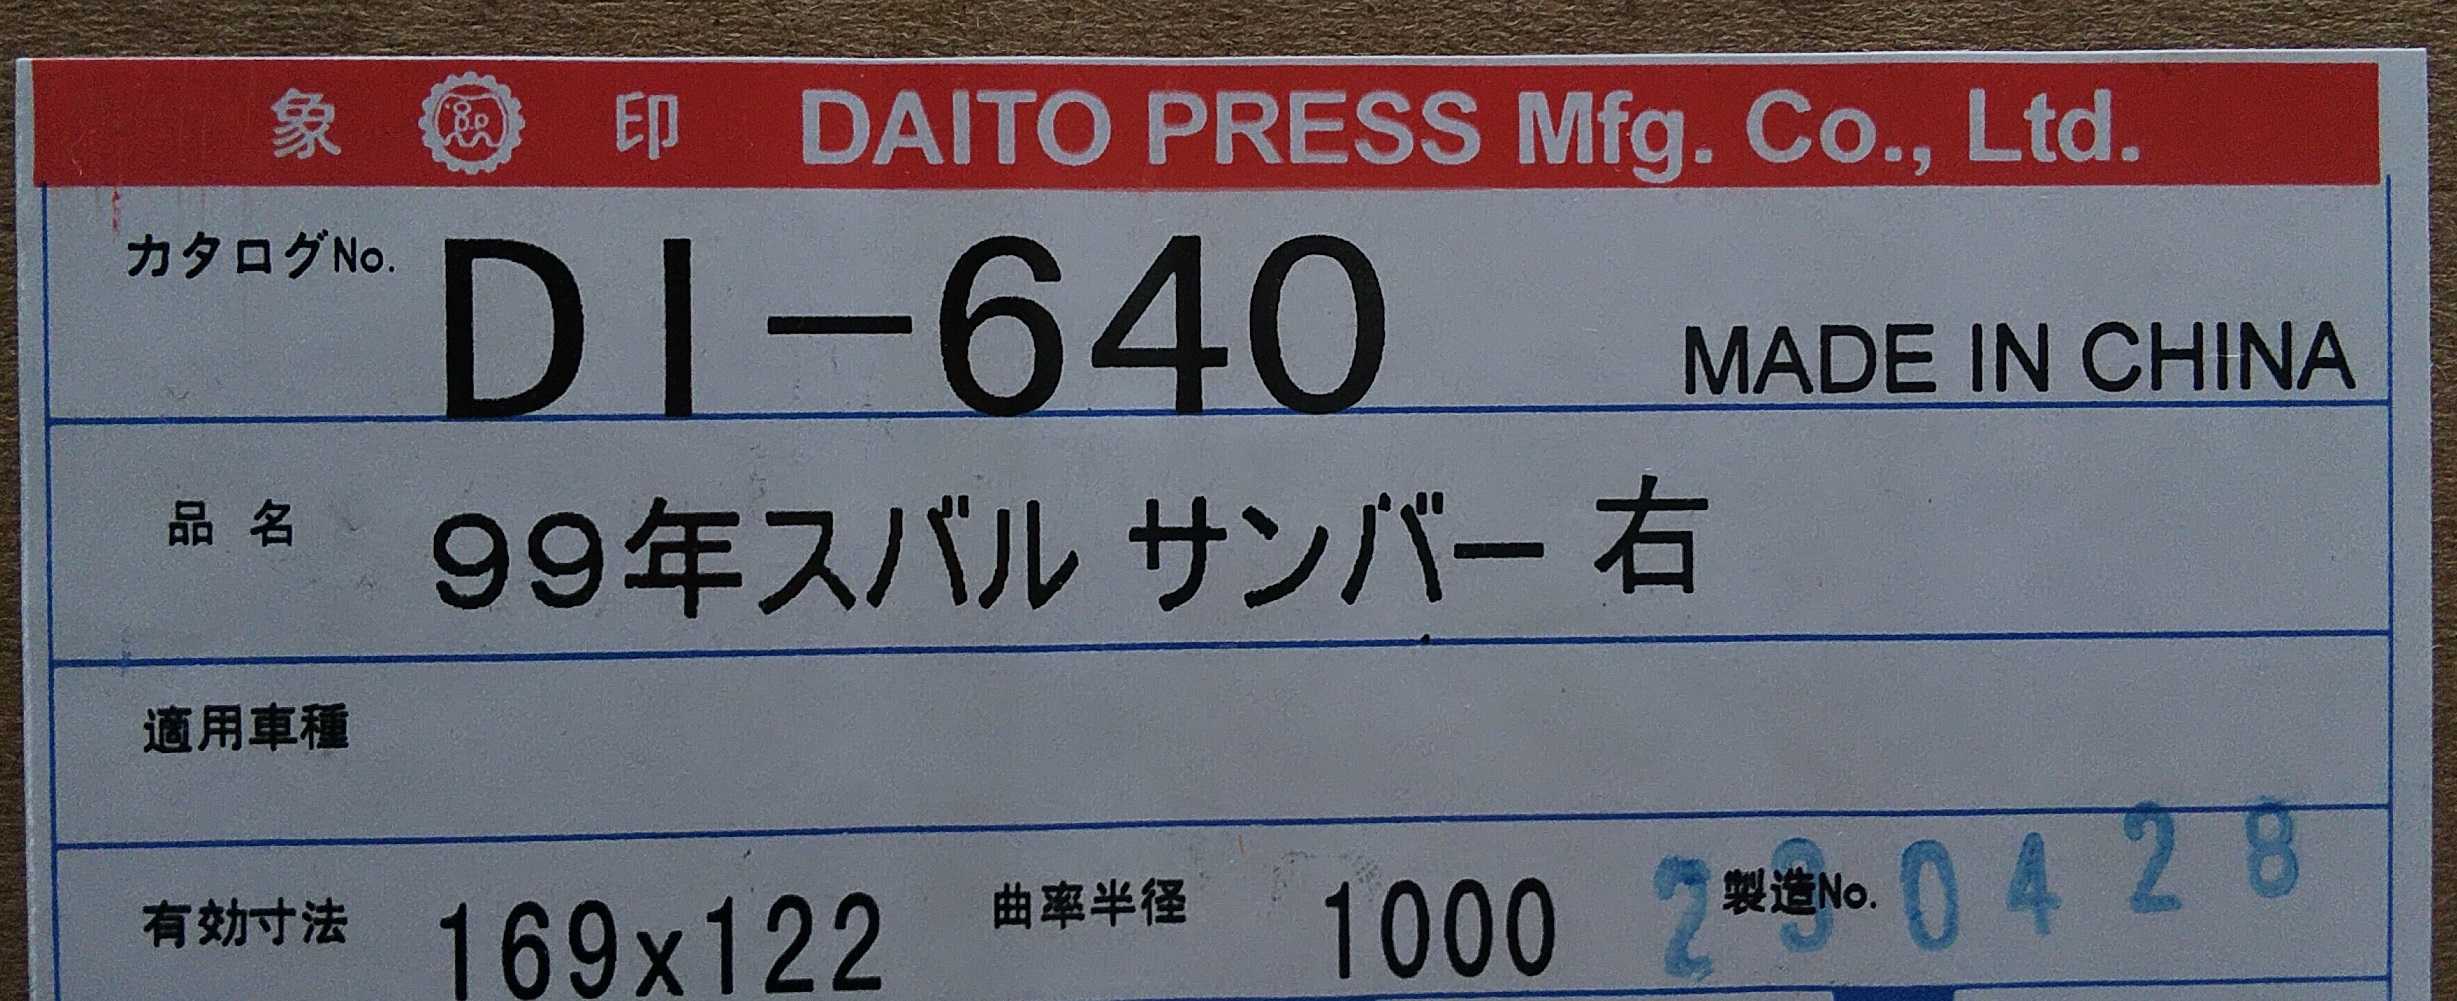 象 印 DAITO PRESS Mfg. Co., Ltd.
カタログNo. DI-640 MADE IN CHINA
品名 99年スバル サンバー 右
適用車種
有効寸法 169x122 曲率半径 1000 製造No. 230428